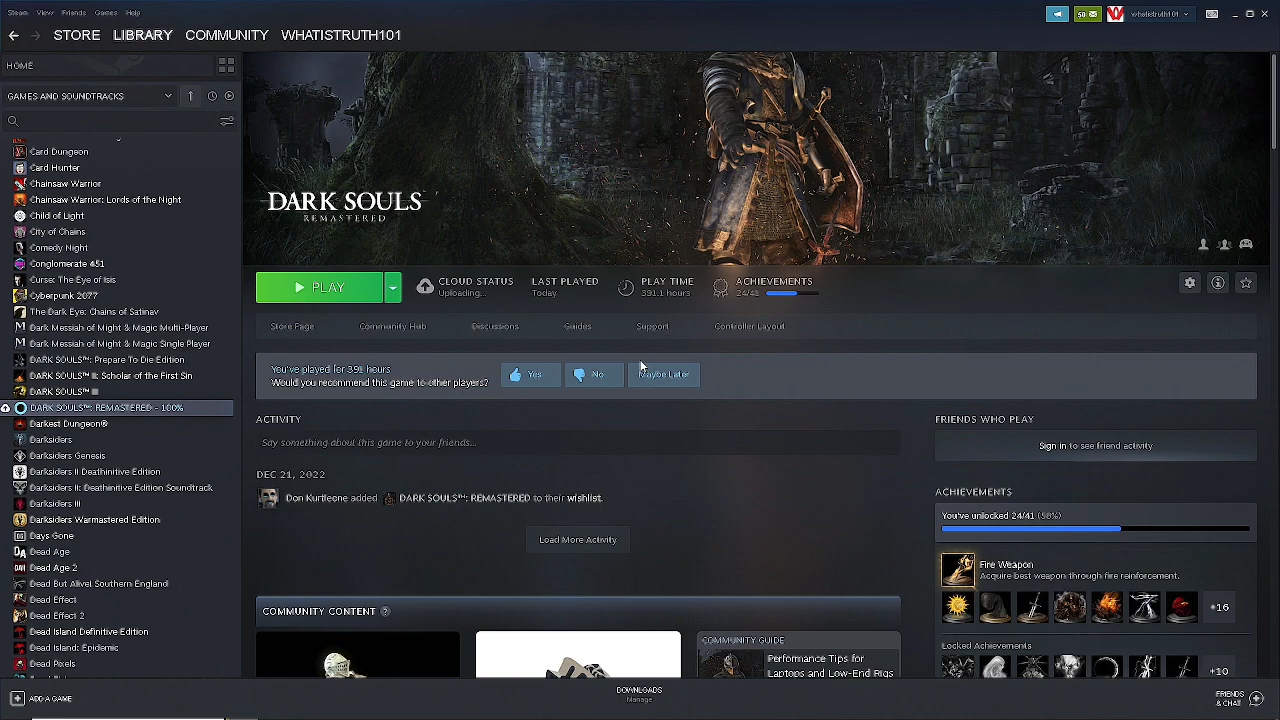 Steam View Friends Games Help
50
whatistruth101
STORE LIBRARY COMMUNITY WHATISTRUTH101
HOME
GAMES AND SOUNDTRACKS
Card Dungeon
Card Hunter
Chainsaw Warrior
Chainsaw Warrior: Lords of the Night
Child of Light
City of Chains
Comedy Night
Conglomerate 451
Curse: The Eye of Isis
Cyberpunk 2077
The Dark Eye: Chains of Satinav
Dark Messiah of Might & Magic Multi-Player
Dark Messiah of Might & Magic Single Player
DARK SOULS™: Prepare To Die Edition
DARK SOULS™ II: Scholar of the First Sin
DARK SOULS™ III
DARK SOULS™: REMASTERED - 100%
Darkest Dungeon®
Darksiders
Darksiders Genesis
Darksiders II Deathinitive Edition
Darksiders II: Deathinitive Edition Soundtrack
Darksiders III
Darksiders Warmastered Edition
Days Gone
Dead Age
Dead Age 2
Dead But Alive! Southern England
Dead Effect
Dead Effect 2
Dead Island Definitive Edition
Dead Island: Epidemic
Dead Pixels
ADD A GAME
DARK SOULS™
REMASTERED
PLAY
CLOUD STATUS
Uploading...
LAST PLAYED
Today
PLAY TIME
391.1 hours
ACHIEVEMENTS
24/41
Store Page Community Hub Discussions Guides Support Controller Layout
You've played for 391 hours
Would you recommend this game to other players?
Yes No Maybe Later
ACTIVITY
Say something about this game to your friends...
DEC 21, 2022
Don Kurtleone added DARK SOULS™: REMASTERED to their wishlist.
Load More Activity
COMMUNITY CONTENT ?
COMMUNITY GUIDE
Performance Tips for
Laptops and Low-End Rigs
FRIENDS WHO PLAY
Sign in to see friend activity
ACHIEVEMENTS
You've unlocked 24/41 (58%)
Fire Weapon
Acquire best weapon through fire reinforcement.
+16
Locked Achievements
+10
DOWNLOADS
Manage
FRIENDS
& CHAT